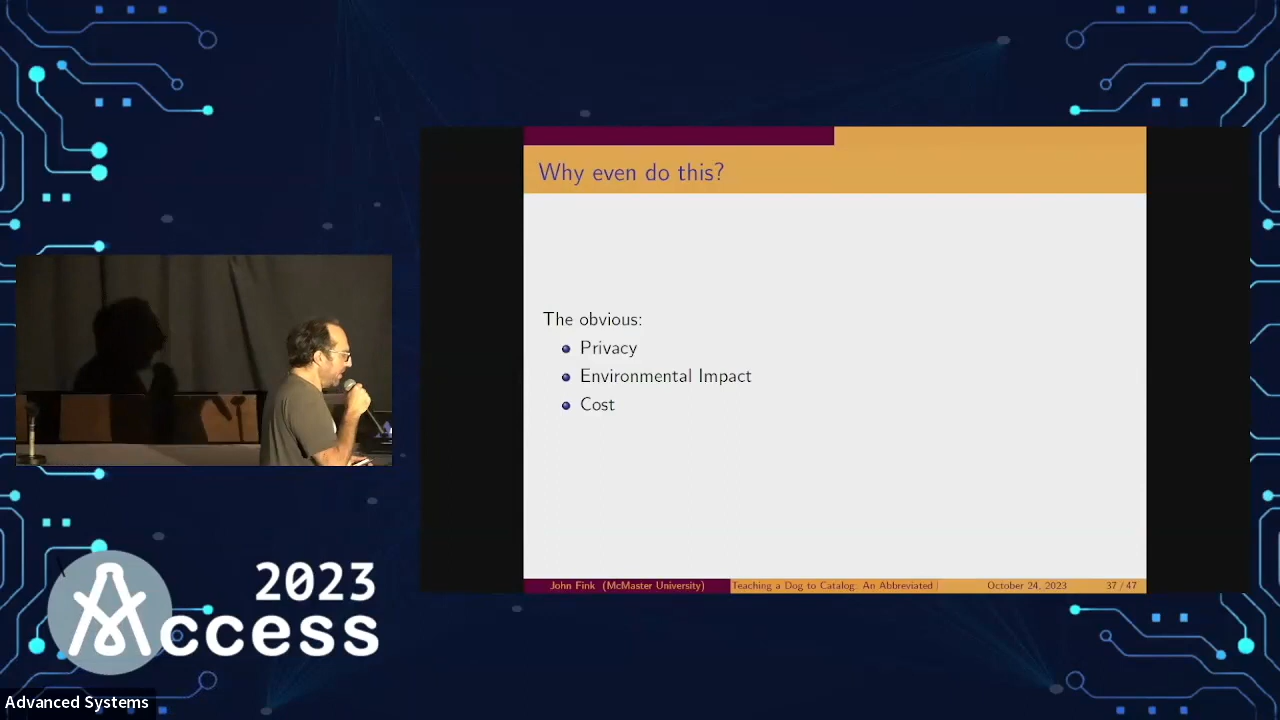 Why even do this?
The obvious:
Privacy
Environmental Impact
Cost
John Fink (McMaster University)
Teaching a Dog to Catalog: An Abbreviated
October 24, 2023
37 / 47
2023
Access
Advanced Systems